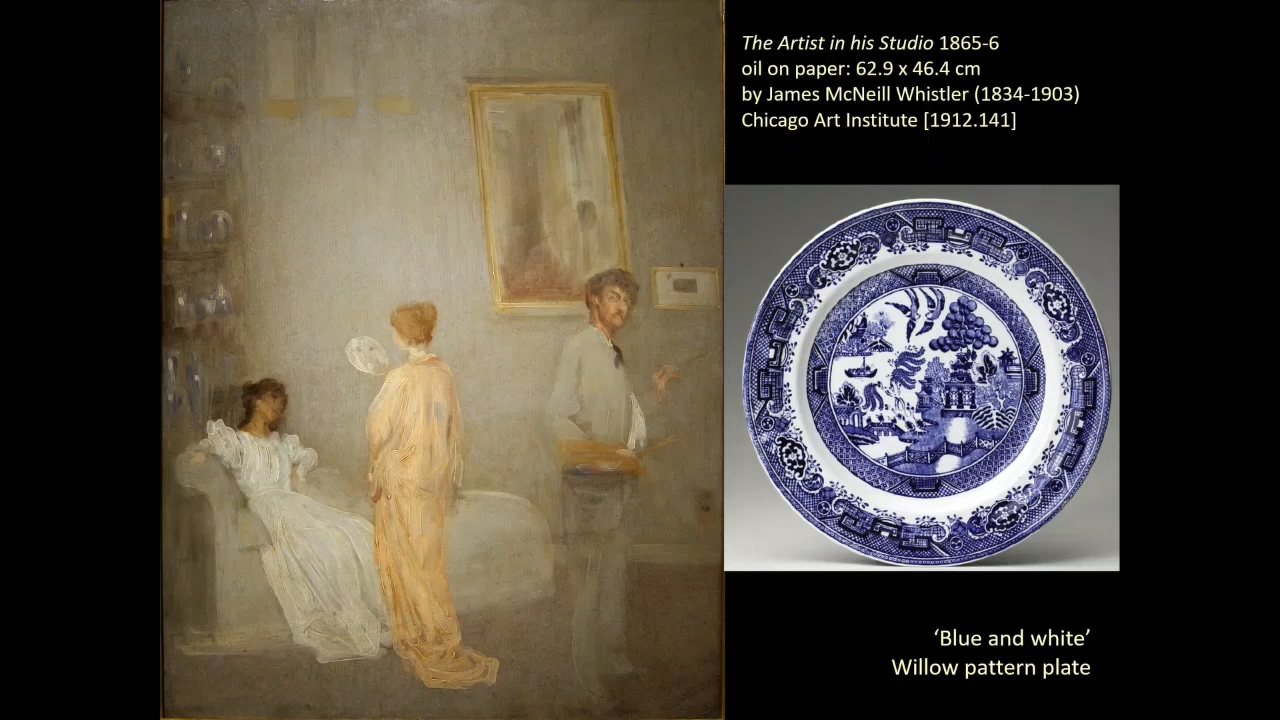 The Artist in his Studio 1865-6
oil on paper: 62.9 x 46.4 cm
by James McNeill Whistler (1834-1903)
Chicago Art Institute [1912.141]
‘Blue and white’
Willow pattern plate